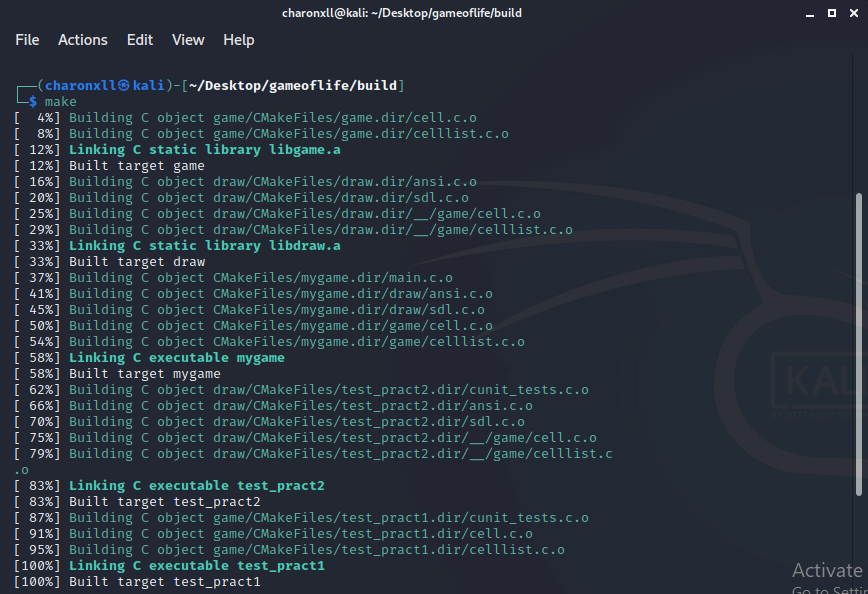 charonxll@kali: ~/Desktop/gameoflife/build
File Actions Edit View Help
┌──(charonxll㉿kali)-[~/Desktop/gameoflife/build]
└─$ make
[  4%] Building C object game/CMakeFiles/game.dir/cell.c.o
[  8%] Building C object game/CMakeFiles/game.dir/celllist.c.o
[ 12%] Linking C static library libgame.a
[ 12%] Built target game
[ 16%] Building C object draw/CMakeFiles/draw.dir/ansi.c.o
[ 20%] Building C object draw/CMakeFiles/draw.dir/sdl.c.o
[ 25%] Building C object draw/CMakeFiles/draw.dir/__/game/cell.c.o
[ 29%] Building C object draw/CMakeFiles/draw.dir/__/game/celllist.c.o
[ 33%] Linking C static library libdraw.a
[ 33%] Built target draw
[ 37%] Building C object CMakeFiles/mygame.dir/main.c.o
[ 41%] Building C object CMakeFiles/mygame.dir/draw/ansi.c.o
[ 45%] Building C object CMakeFiles/mygame.dir/draw/sdl.c.o
[ 50%] Building C object CMakeFiles/mygame.dir/game/cell.c.o
[ 54%] Building C object CMakeFiles/mygame.dir/game/celllist.c.o
[ 58%] Linking C executable mygame
[ 58%] Built target mygame
[ 62%] Building C object draw/CMakeFiles/test_pract2.dir/cunit_tests.c.o
[ 66%] Building C object draw/CMakeFiles/test_pract2.dir/ansi.c.o
[ 70%] Building C object draw/CMakeFiles/test_pract2.dir/sdl.c.o
[ 75%] Building C object draw/CMakeFiles/test_pract2.dir/__/game/cell.c.o
[ 79%] Building C object draw/CMakeFiles/test_pract2.dir/__/game/celllist.c
.o
[ 83%] Linking C executable test_pract2
[ 83%] Built target test_pract2
[ 87%] Building C object game/CMakeFiles/test_pract1.dir/cunit_tests.c.o
[ 91%] Building C object game/CMakeFiles/test_pract1.dir/cell.c.o
[ 95%] Building C object game/CMakeFiles/test_pract1.dir/celllist.c.o
[100%] Linking C executable test_pract1
[100%] Built target test_pract1
KALI
Activate
Go to